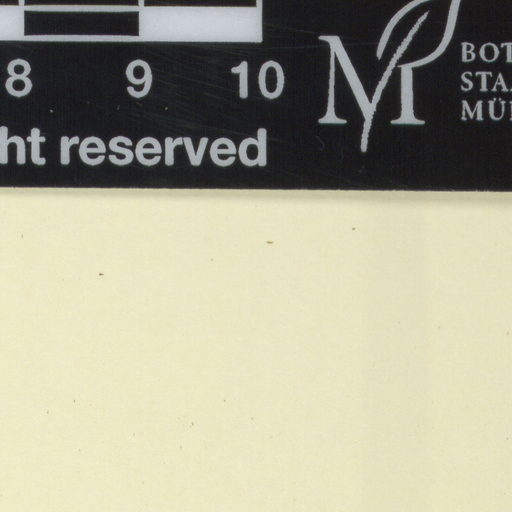 8 9 10
ht reserved
M
BOT
STA
MÜ